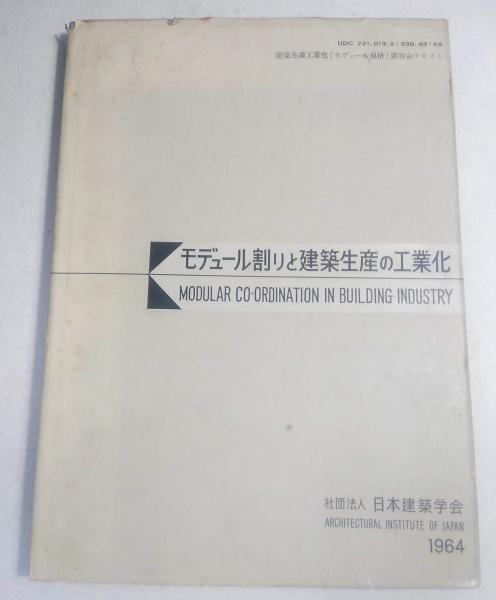 UDC 721.013.2:338.45:69
建築生産工業化「モデュール規格」講習会テキスト
モデュール割りと建築生産の工業化
MODULAR CO-ORDINATION IN BUILDING INDUSTRY
社団法人 日本建築学会
ARCHITECTURAL INSTITUTE OF JAPAN
1964